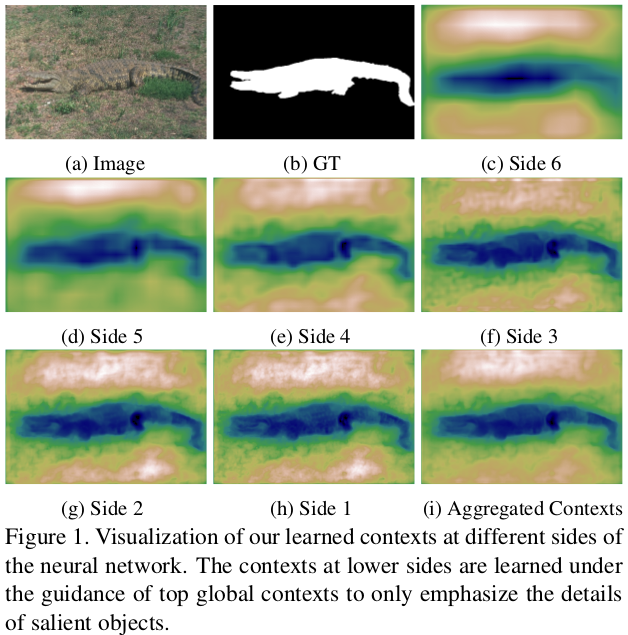 (a) Image
(b) GT
(c) Side 6
(d) Side 5
(e) Side 4
(f) Side 3
(g) Side 2
(h) Side 1
(i) Aggregated Contexts
Figure 1. Visualization of our learned contexts at different sides of
the neural network. The contexts at lower sides are learned under
the guidance of top global contexts to only emphasize the details
of salient objects.